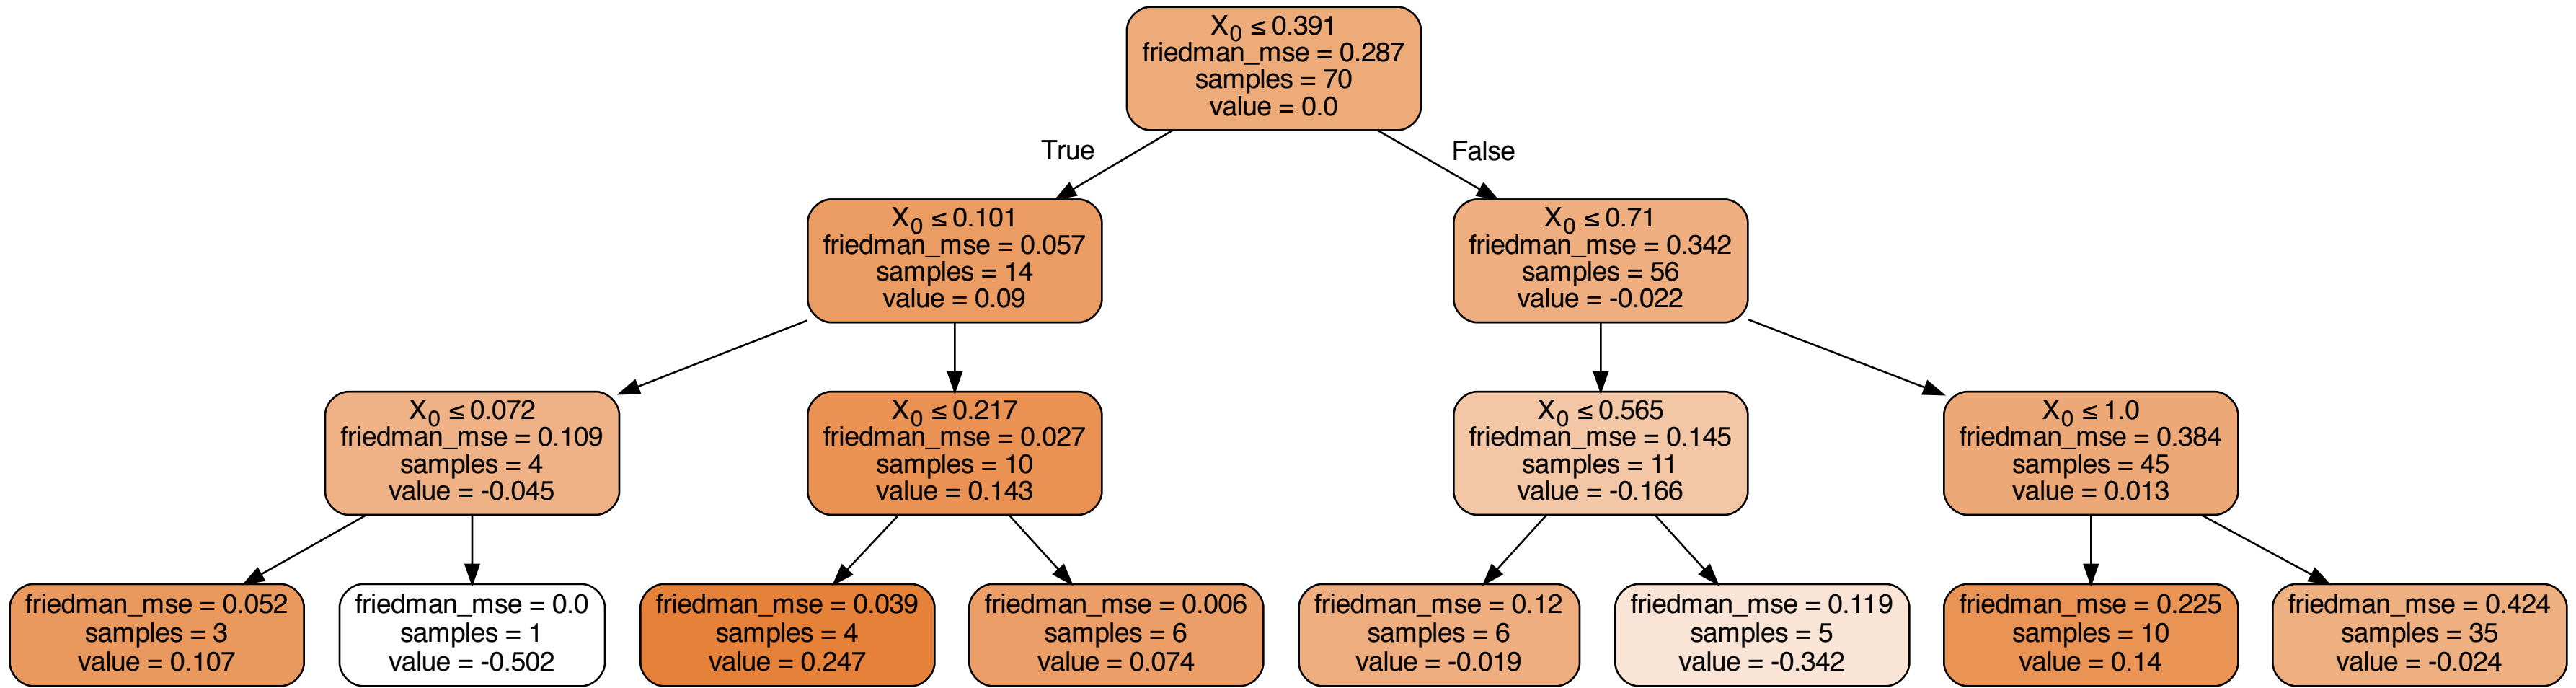 X₀ ≤ 0.391
friedman_mse = 0.287
samples = 70
value = 0.0
True
False
X₀ ≤ 0.101
friedman_mse = 0.057
samples = 14
value = 0.09
X₀ ≤ 0.71
friedman_mse = 0.342
samples = 56
value = -0.022
X₀ ≤ 0.072
friedman_mse = 0.109
samples = 4
value = -0.045
X₀ ≤ 0.217
friedman_mse = 0.027
samples = 10
value = 0.143
X₀ ≤ 0.565
friedman_mse = 0.145
samples = 11
value = -0.166
X₀ ≤ 1.0
friedman_mse = 0.384
samples = 45
value = 0.013
friedman_mse = 0.052
samples = 3
value = 0.107
friedman_mse = 0.0
samples = 1
value = -0.502
friedman_mse = 0.039
samples = 4
value = 0.247
friedman_mse = 0.006
samples = 6
value = 0.074
friedman_mse = 0.12
samples = 6
value = -0.019
friedman_mse = 0.119
samples = 5
value = -0.342
friedman_mse = 0.225
samples = 10
value = 0.14
friedman_mse = 0.424
samples = 35
value = -0.024